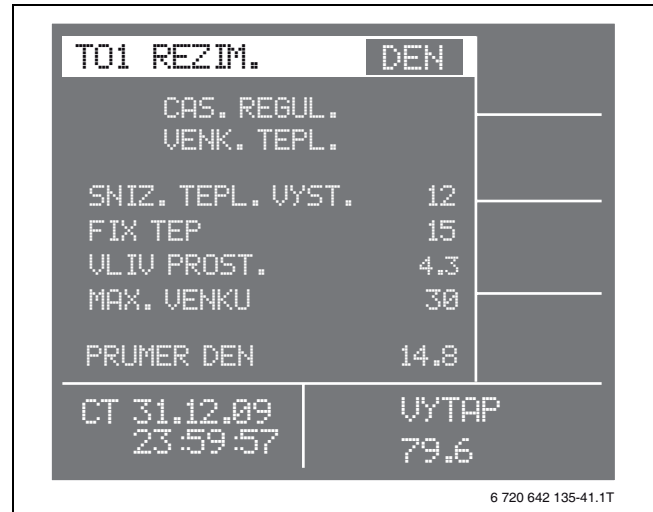 TO1 REZIM. DEN
CAS. REGUL.
VENK. TEPL.
SNIZ. TEPL. VYST. 12
FIX TEP 15
VLIV PROST. 4.3
MAX. VENKU 30
PRUMER DEN 14.8
CT 31.12.09
23:59:57
VYTAP
79.6
6 720 642 135-41.1T